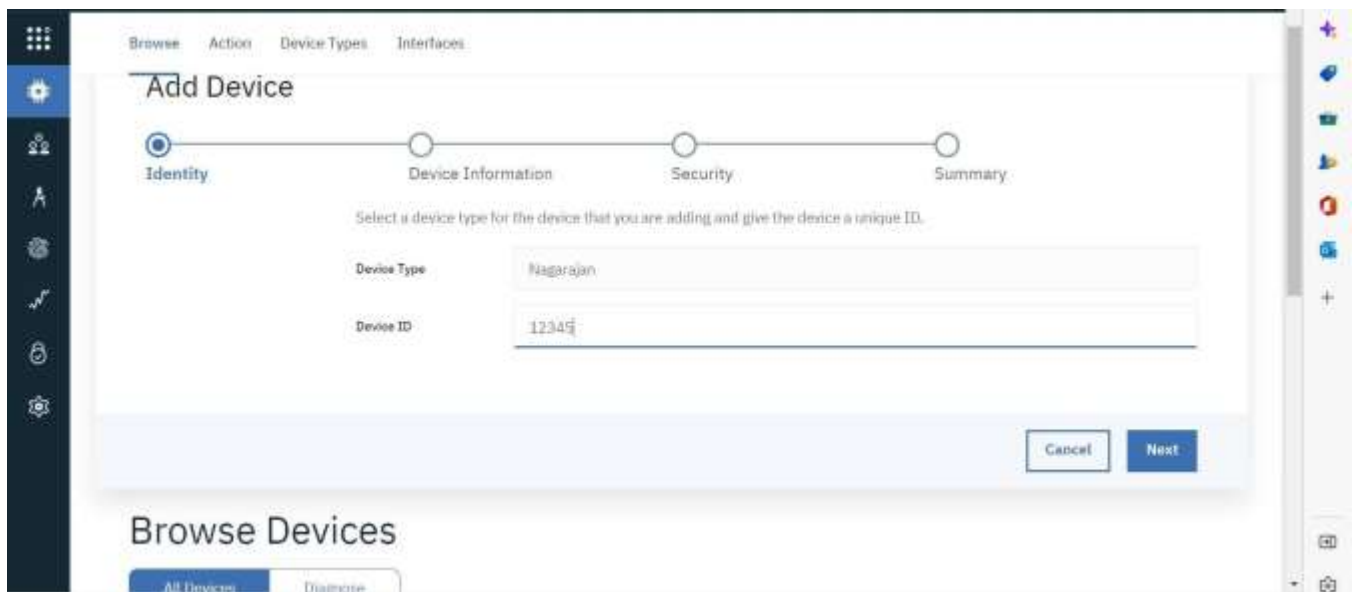 Browse Action Device Types Interfaces
Add Device
Identity Device Information Security Summary
Select a device type for the device that you are adding and give the device a unique ID.
Device Type Nagarajan
Device ID 12345
Cancel Next
Browse Devices
All Devices Diagnose